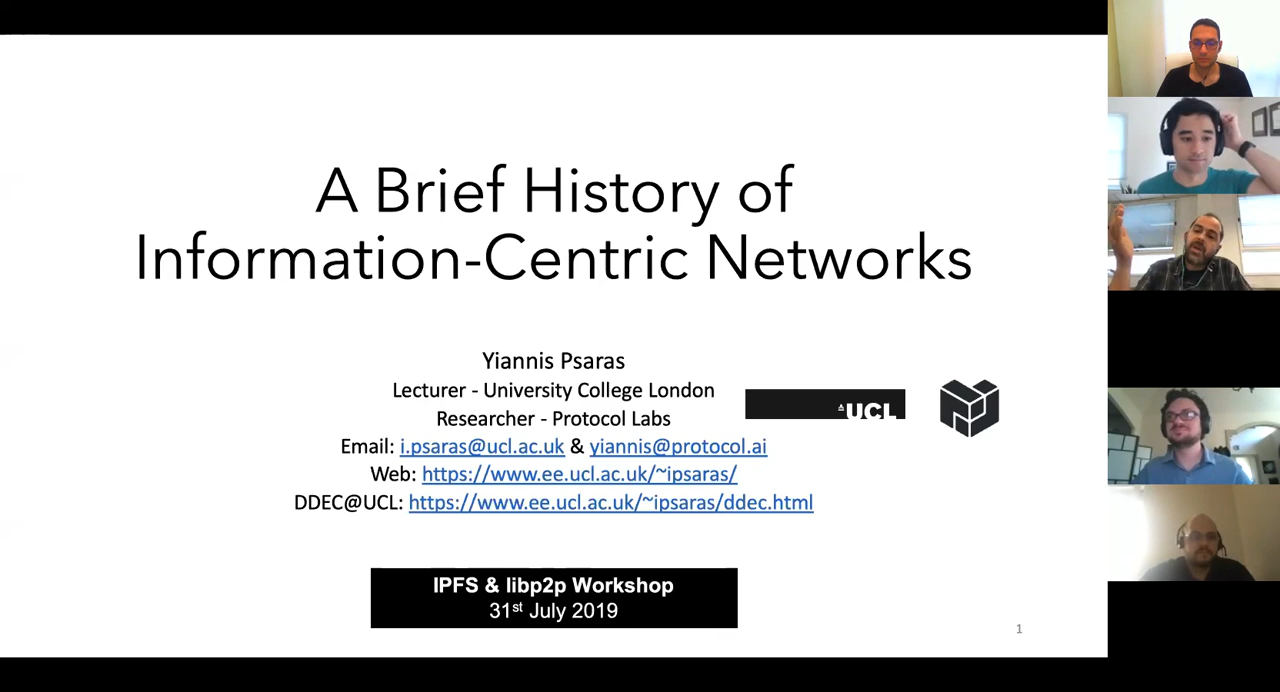 A Brief History of
Information-Centric Networks
Yiannis Psaras
Lecturer - University College London
Researcher - Protocol Labs
Email: i.psaras@ucl.ac.uk & yiannis@protocol.ai
Web: https://www.ee.ucl.ac.uk/~ipsaras/
DDEC@UCL: https://www.ee.ucl.ac.uk/~ipsaras/ddec.html
UCL
IPFS & libp2p Workshop
31st July 2019
1